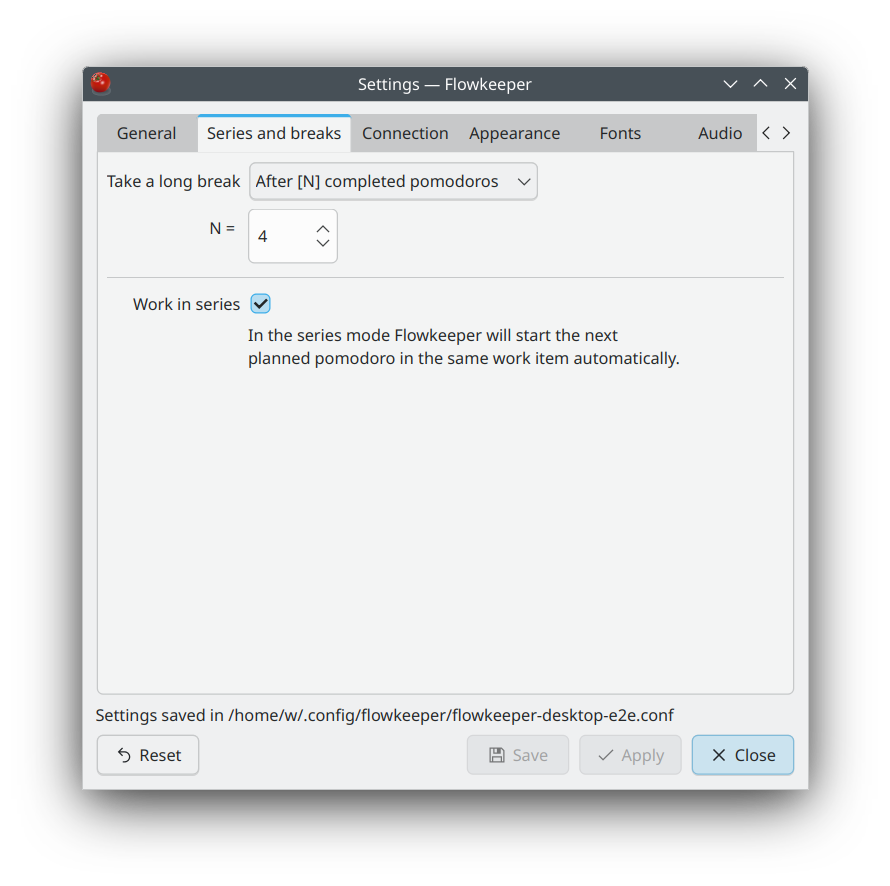 Settings — Flowkeeper
General Series and breaks Connection Appearance Fonts Audio
Take a long break After [N] completed pomodoros
N = 4
Work in series
In the series mode Flowkeeper will start the next
planned pomodoro in the same work item automatically.
Settings saved in /home/w/.config/flowkeeper/flowkeeper-desktop-e2e.conf
Reset Save Apply Close